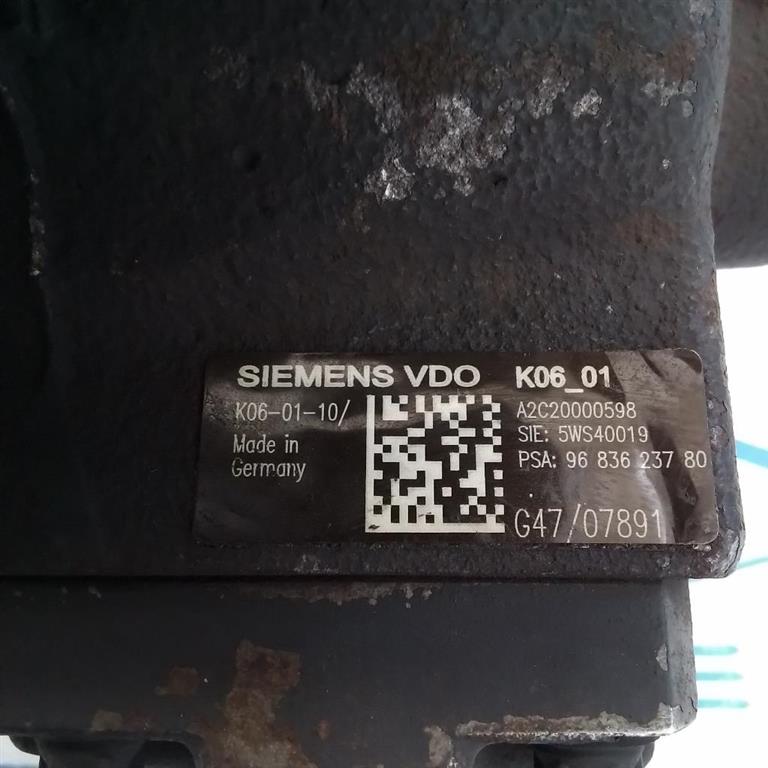 SIEMENS VDO K06_01
K06-01-10/ A2C20000598
SIE: 5WS40019
Made in
PSA: 96 836 237 80
Germany
G47/07891